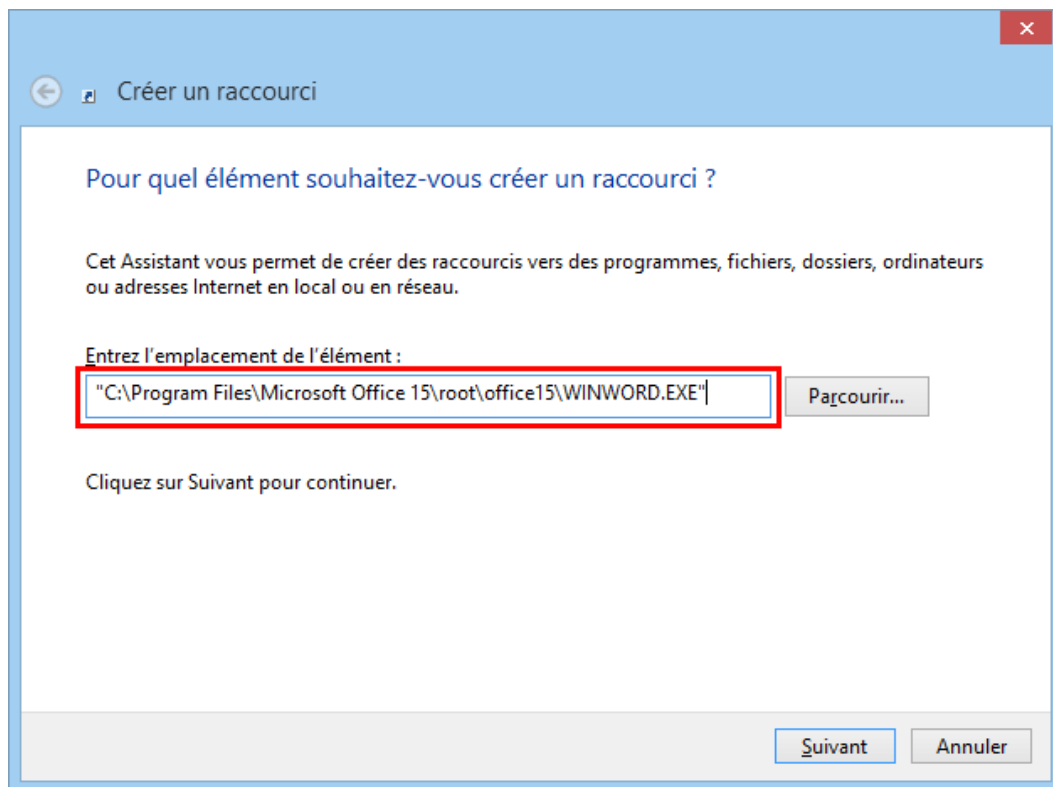 Créer un raccourci
Pour quel élément souhaitez-vous créer un raccourci ?
Cet Assistant vous permet de créer des raccourcis vers des programmes, fichiers, dossiers, ordinateurs
ou adresses Internet en local ou en réseau.
Entrez l'emplacement de l'élément :
"C:\Program Files\Microsoft Office 15\root\office15\WINWORD.EXE"
Parcourir...
Cliquez sur Suivant pour continuer.
Suivant
Annuler